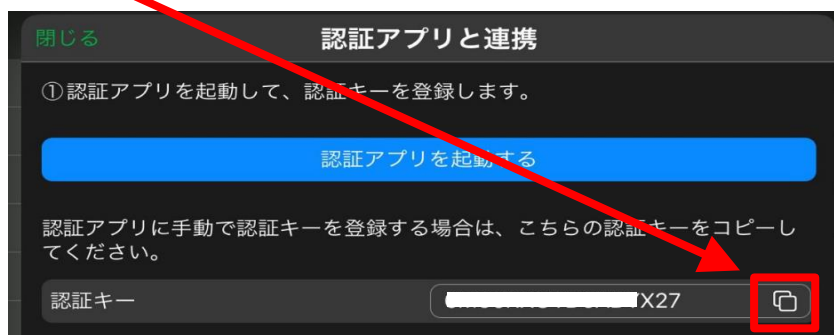 閉じる
認証アプリと連携
①認証アプリを起動して、認証キーを登録します。
認証アプリを起動する
認証アプリに手動で認証キーを登録する場合は、こちらの認証キーをコピーし
てください。
認証キー
X27